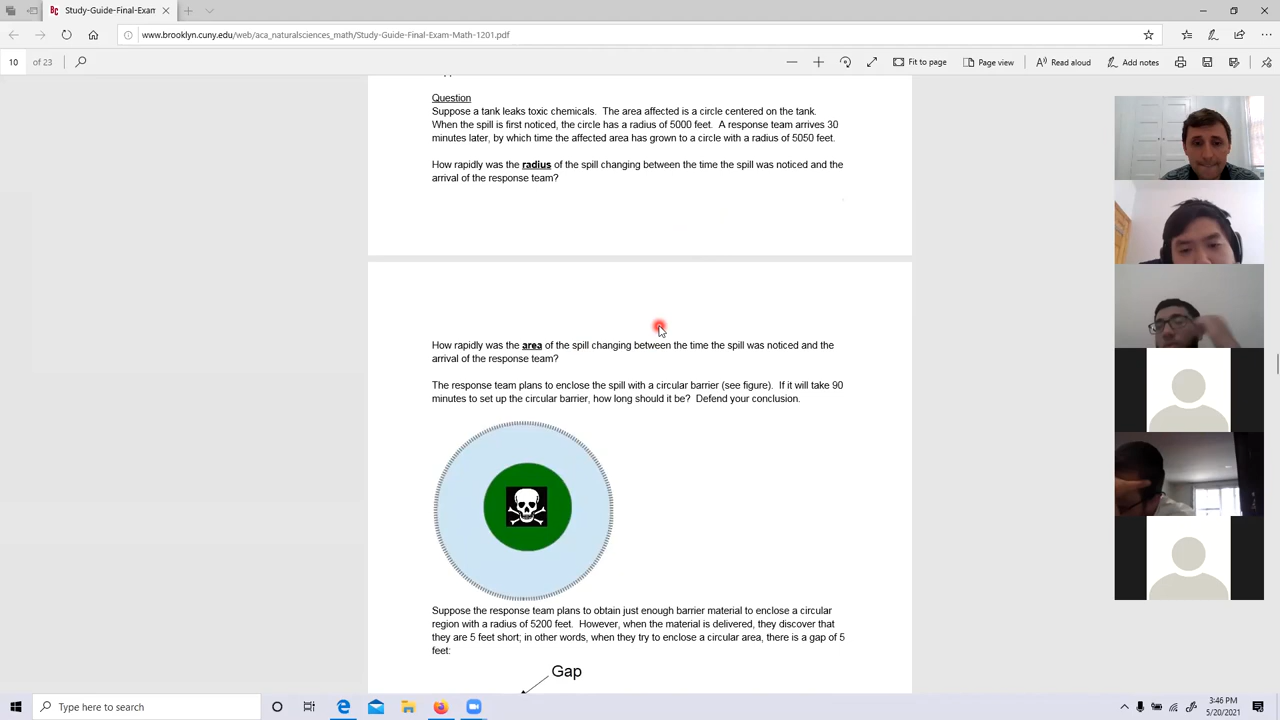 Study-Guide-Final-Exam-Math-1201
www.brooklyn.cuny.edu/web/aca_naturalsciences_math/Study-Guide-Final-Exam-Math-1201.pdf
10 of 23
Fit to page
Page view
Read aloud
Add notes
Question
Suppose a tank leaks toxic chemicals. The area affected is a circle centered on the tank.
When the spill is first noticed, the circle has a radius of 5000 feet. A response team arrives 30
minutes later, by which time the affected area has grown to a circle with a radius of 5050 feet.
How rapidly was the radius of the spill changing between the time the spill was noticed and the
arrival of the response team?
How rapidly was the area of the spill changing between the time the spill was noticed and the
arrival of the response team?
The response team plans to enclose the spill with a circular barrier (see figure). If it will take 90
minutes to set up the circular barrier, how long should it be? Defend your conclusion.
Suppose the response team plans to obtain just enough barrier material to enclose a circular
region with a radius of 5200 feet. However, when the material is delivered, they discover that
they are 5 feet short; in other words, when they try to enclose a circular area, there is a gap of 5
feet:
Gap
Type here to search
3:46 PM
5/20/2021